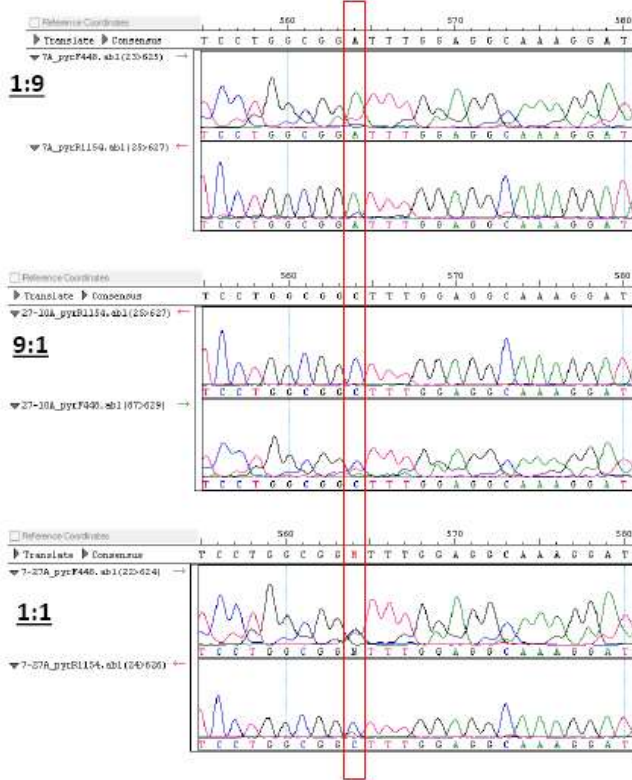 560 570 580
Reference Coordinates
Translate Consensus T C C T G G C G G A T T T G G A G G C A A A G G A T
7A_pyrF448.ab1(23>625) →
1:9
T C C T G G C G G A T T T G G A G G C A A A G G A T
7A_pyrR1154.ab1(25>627) ←
T C C T G G C G G A T T T G G A G G C A A A G G A T
560 570 580
Reference Coordinates
Translate Consensus T C C T G G C G G C T T T G G A G G C A A A G G A T
27-10A_pyrR1154.ab1(25>627) ←
9:1
T C C T G G C G G C T T T G G A G G C A A A G G A T
27-10A_pyrF448.ab1(67>629) →
T C C T G G C G G C T T T G G A G G C A A A G G A T
560 570 580
Reference Coordinates
Translate Consensus T C C T G G C G G M T T T G G A G G C A A A G G A T
7-27A_pyrF448.ab1(22>624) →
1:1
T C C T G G C G G M T T T G G A G G C A A A G G A T
7-27A_pyrR1154.ab1(24>626) ←
T C C T G G C G G C T T T G G A G G C A A A G G A T